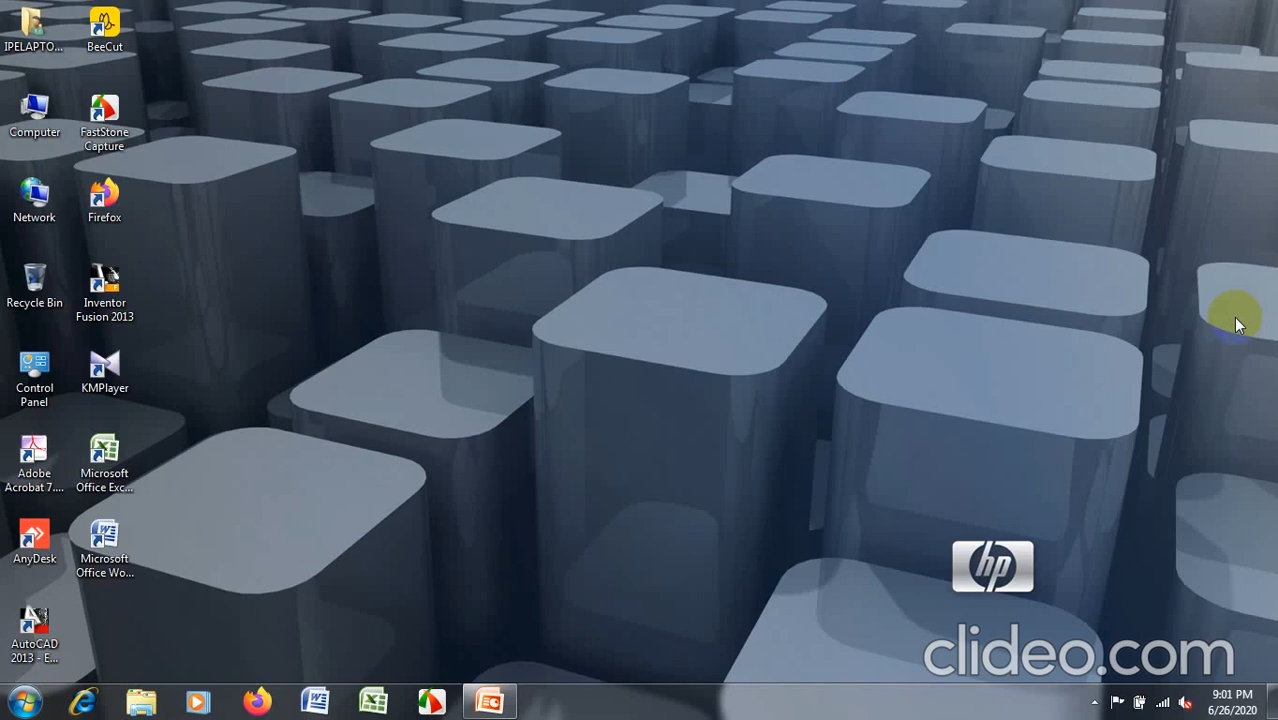 IPELAPTO...
BeeCut
Computer
FastStone
Capture
Network
Firefox
Recycle Bin
Inventor
Fusion 2013
Control
Panel
KMPlayer
Adobe
Acrobat 7....
Microsoft
Office Exc...
AnyDesk
Microsoft
Office Wo...
AutoCAD
2013 - E...
hp
clideo.com
9:01 PM
6/26/2020